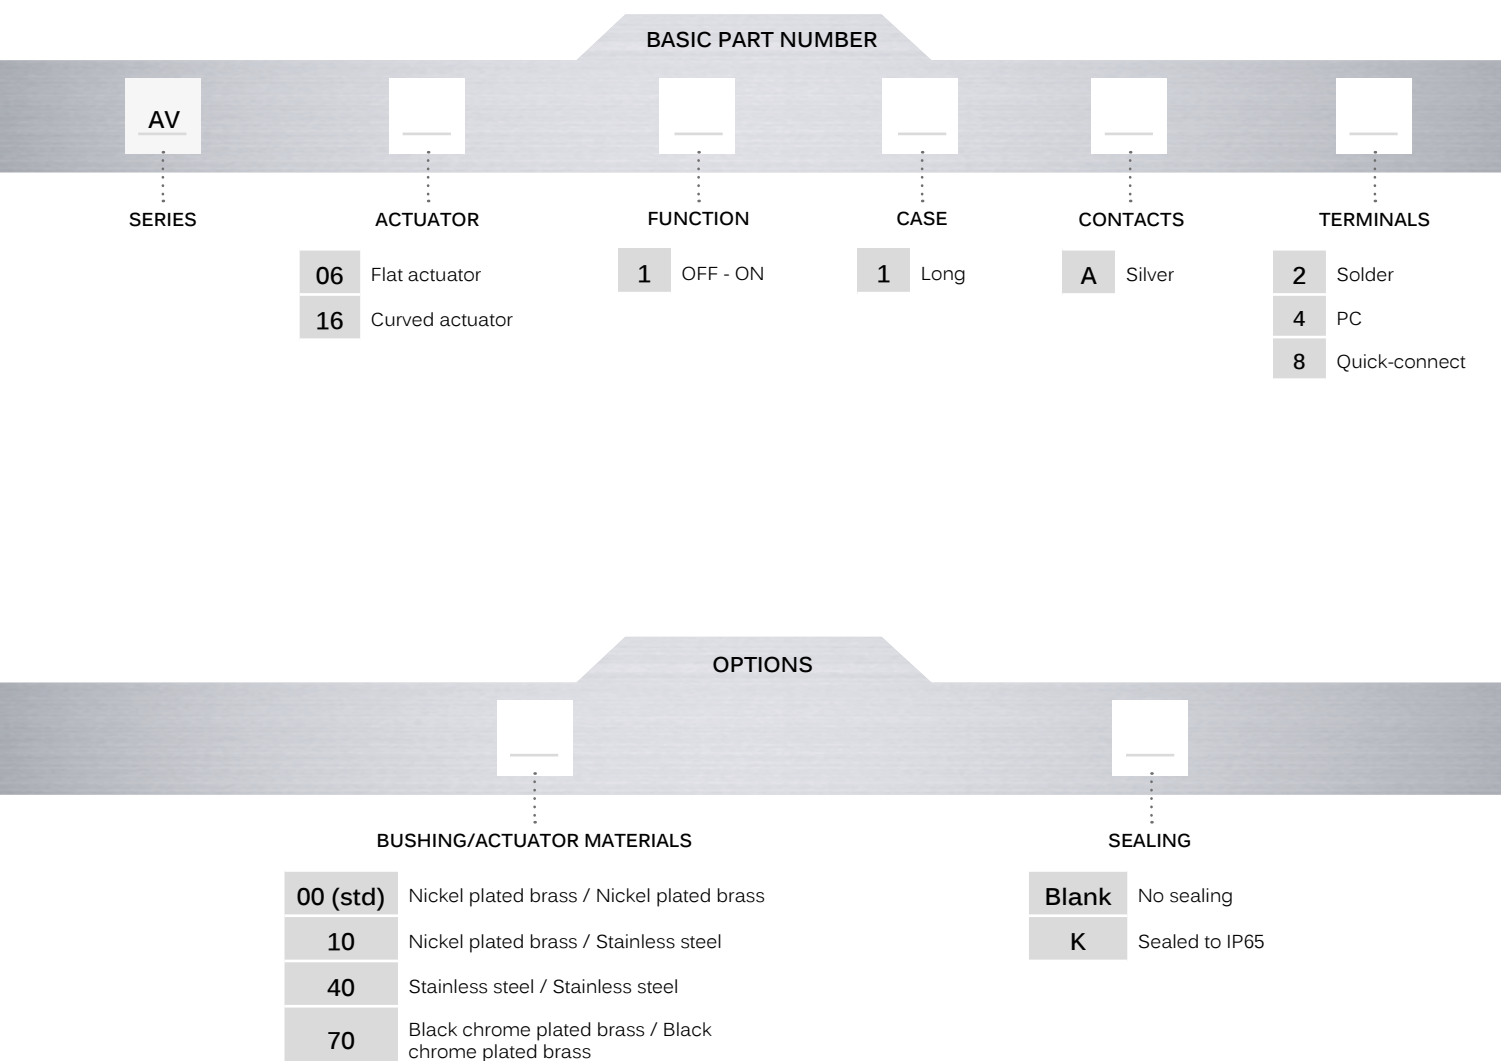 BASIC PART NUMBER
AV
SERIES
ACTUATOR
FUNCTION
CASE
CONTACTS
TERMINALS
06 Flat actuator
16 Curved actuator
1 OFF - ON
1 Long
A Silver
2 Solder
4 PC
8 Quick-connect
OPTIONS
BUSHING/ACTUATOR MATERIALS
00 (std) Nickel plated brass / Nickel plated brass
10 Nickel plated brass / Stainless steel
40 Stainless steel / Stainless steel
70 Black chrome plated brass / Black
chrome plated brass
SEALING
Blank No sealing
K Sealed to IP65